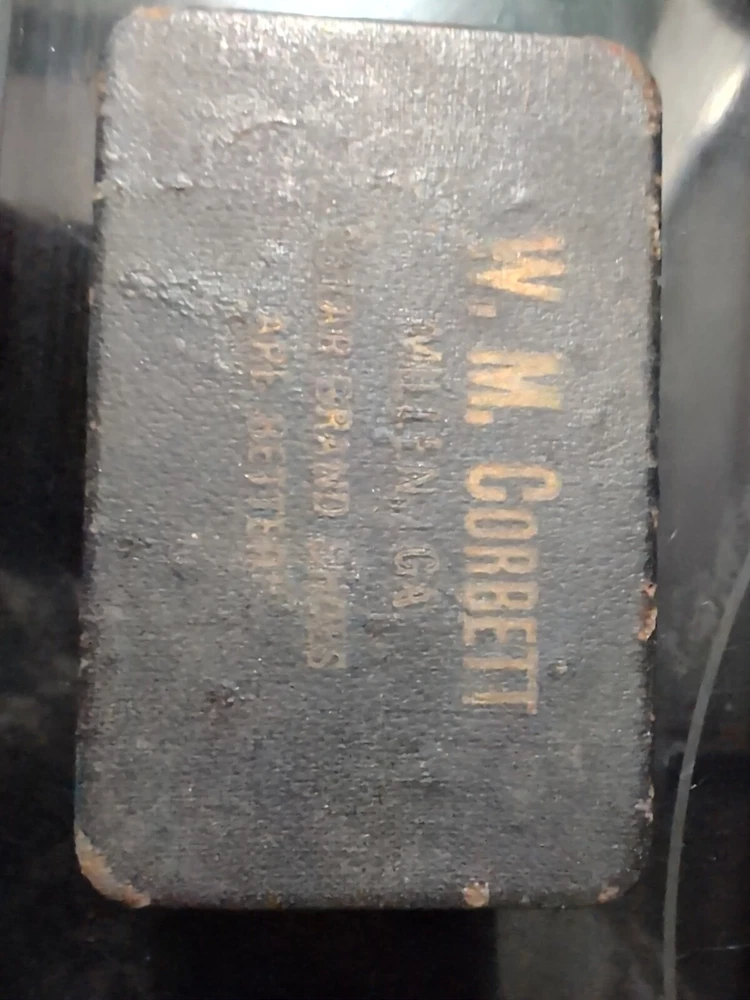 W. M. CORBETT
MILLEN, GA
"STAR BRAND SHOES
ARE BETTER"